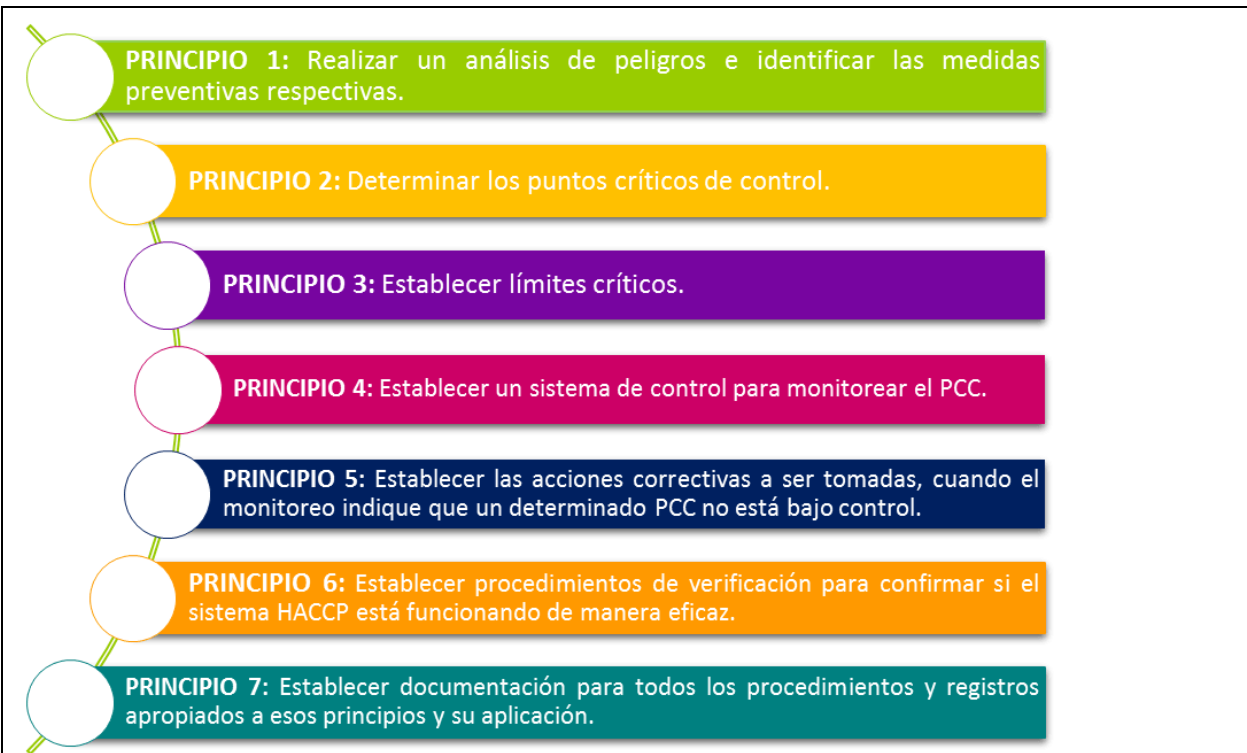 PRINCIPIO 1: Realizar un análisis de peligros e identificar las medidas
preventivas respectivas.
PRINCIPIO 2: Determinar los puntos críticos de control.
PRINCIPIO 3: Establecer límites críticos.
PRINCIPIO 4: Establecer un sistema de control para monitorear el PCC.
PRINCIPIO 5: Establecer las acciones correctivas a ser tomadas, cuando el
monitoreo indique que un determinado PCC no está bajo control.
PRINCIPIO 6: Establecer procedimientos de verificación para confirmar si el
sistema HACCP está funcionando de manera eficaz.
PRINCIPIO 7: Establecer documentación para todos los procedimientos y registros
apropiados a esos principios y su aplicación.